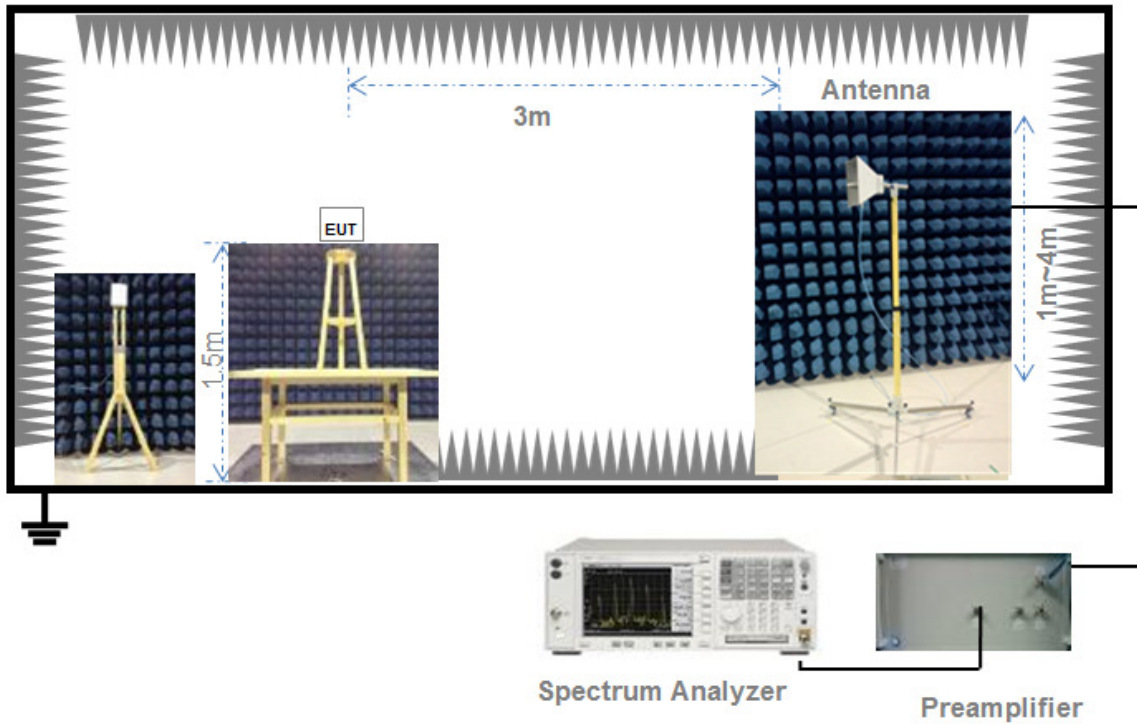 Antenna
3m
EUT
1.5m
1m~4m
Spectrum Analyzer
Preamplifier